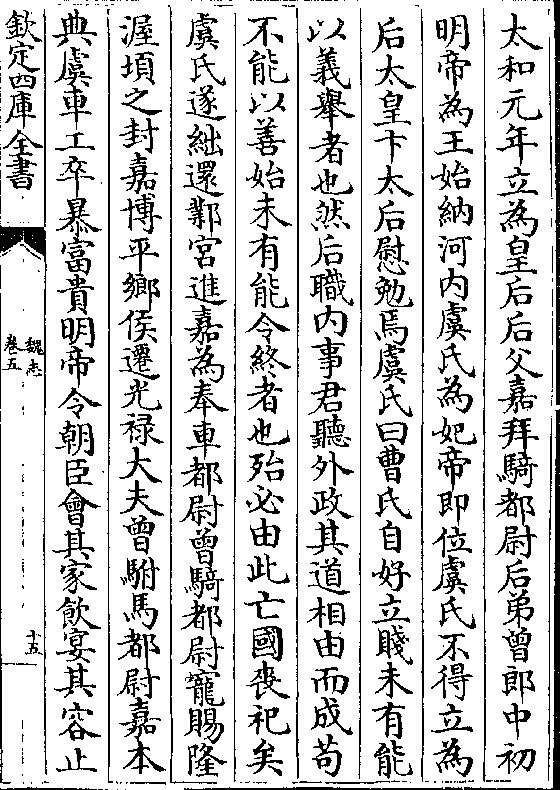 太和元年立為皇后后父嘉拜騎都尉后弟曾郎中初
明帝為王始納河内虞氏為妃帝即位虞氏不得立為
后太皇卞太后慰勉焉虞氏曰曹氏自好立賤未有能
以義舉者也然后職内事君聽外政其道相由而成苟
不能以善始未有能令終者也殆必由此亡國喪祀矣
虞氏遂絀還鄴宮進嘉為奉車都尉曾騎都尉寵賜隆
渥頃之封嘉博平鄉侯遷光禄大夫曾駙馬都尉嘉本
典虞車工卒暴富貴明帝令朝臣會其家飲宴其容止
欽定四庫全書
魏志
卷五
十五